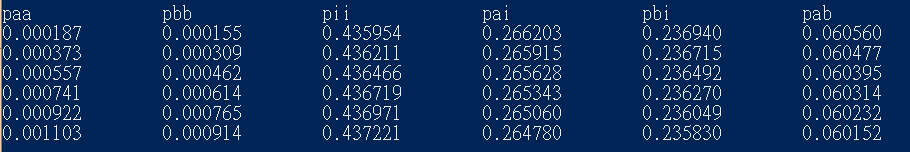 paa pbb pii pai pbi pab
0.000187 0.000155 0.435954 0.266203 0.236940 0.060560
0.000373 0.000309 0.436211 0.265915 0.236715 0.060477
0.000557 0.000462 0.436466 0.265628 0.236492 0.060395
0.000741 0.000614 0.436719 0.265343 0.236270 0.060314
0.000922 0.000765 0.436971 0.265060 0.236049 0.060232
0.001103 0.000914 0.437221 0.264780 0.235830 0.060152